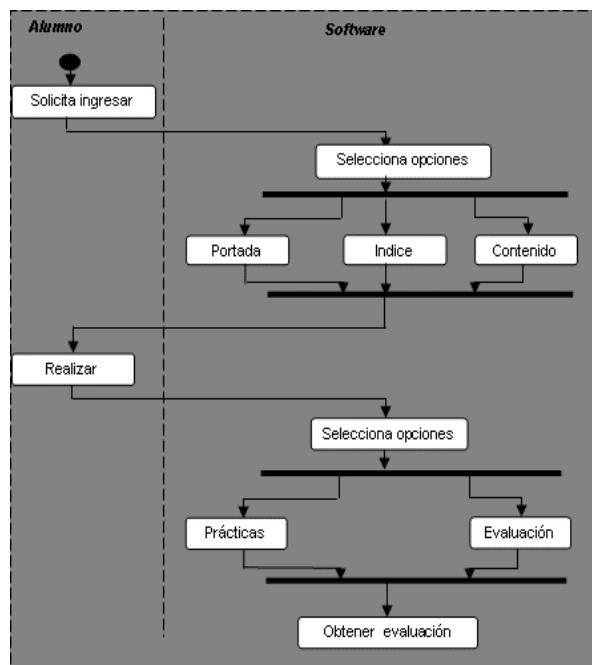 Alumno
Software
Solicita ingresar
Selecciona opciones
Portada
Indice
Contenido
Realizar
Selecciona opciones
Prácticas
Evaluación
Obtener evaluación